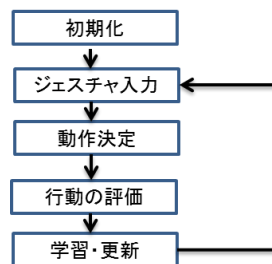 初期化
ジェスチャ入力
動作決定
行動の評価
学習・更新